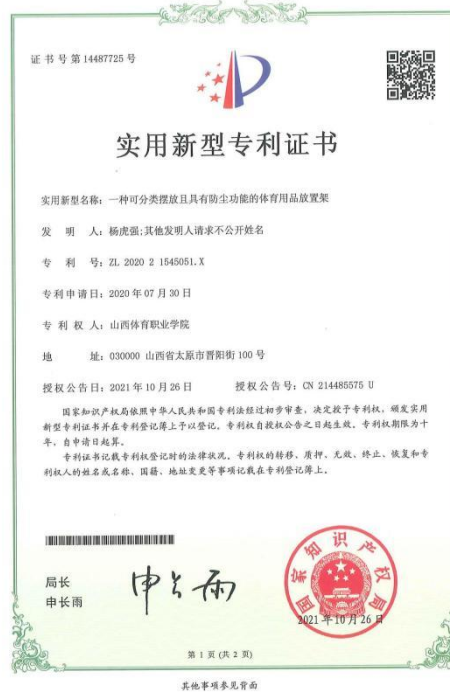 证书号第14487725号
实用新型专利证书
实用新型名称：一种可分类摆放且具有防尘功能的体育用品放置架
发 明 人：杨虎强;其他发明人请求不公开姓名
专 利 号：ZL 2020 2 1545051.X
专利申请日：2020年07月30日
专 利 权 人：山西体育职业学院
地 址：030000 山西省太原市晋阳街100号
授权公告日：2021年10月26日 授权公告号：CN 214485575 U
国家知识产权局依照中华人民共和国专利法经过初步审查，决定授予专利权，颁发实用
新型专利证书并在专利登记簿上予以登记。专利权自授权公告之日起生效。专利权期限为十
年，自申请日起算。
专利证书记载专利权登记时的法律状况。专利权的转移、质押、无效、终止、恢复和专
利权人的姓名或名称、国籍、地址变更等事项记载在专利登记簿上。
局长
申长雨
申长雨
国家知识产权局
2021年10月26日
第 1 页 (共 2 页)
其他事项参见背面